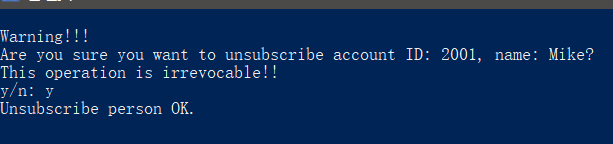 Warning!!!
Are you sure you want to unsubscribe account ID: 2001, name: Mike?
This operation is irrevocable!!
y/n: y
Unsubscribe person OK.